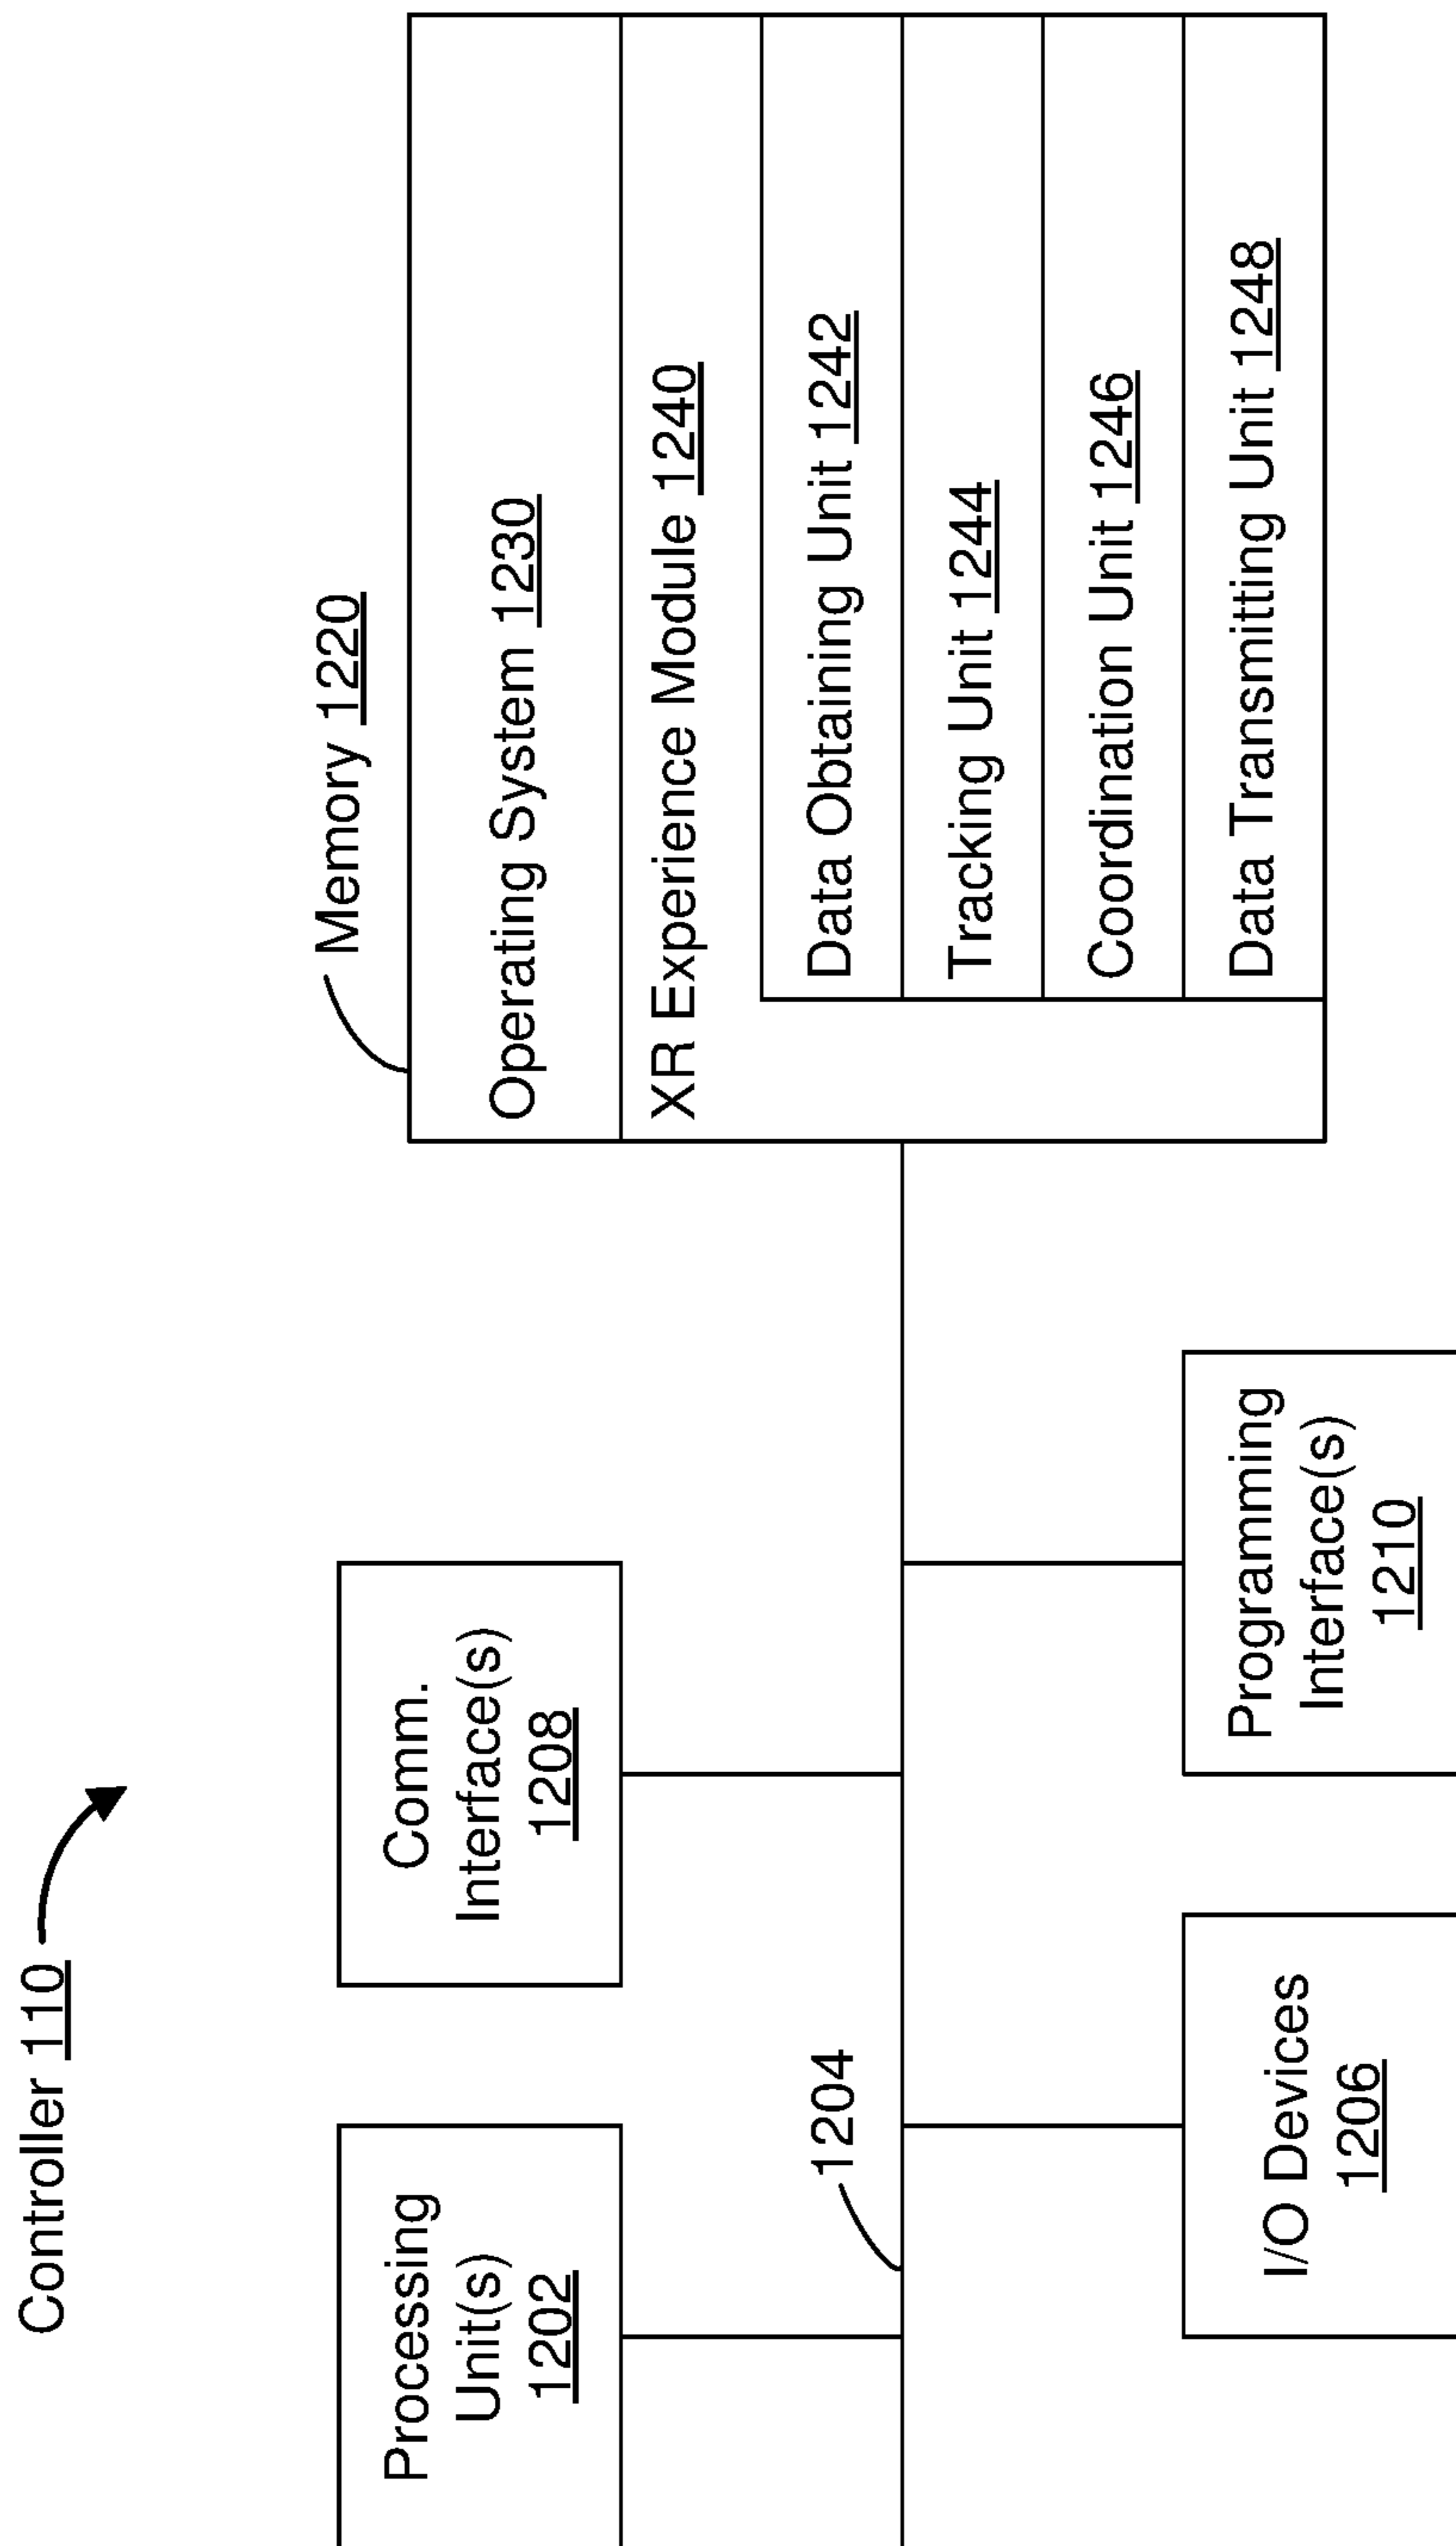 Controller 110
Processing
Unit(s)
1202
Comm.
Interface(s)
1208
Memory 1220
Operating System 1230
XR Experience Module 1240
Data Obtaining Unit 1242
Tracking Unit 1244
Coordination Unit 1246
Data Transmitting Unit 1248
1204
I/O Devices
1206
Programming
Interface(s)
1210